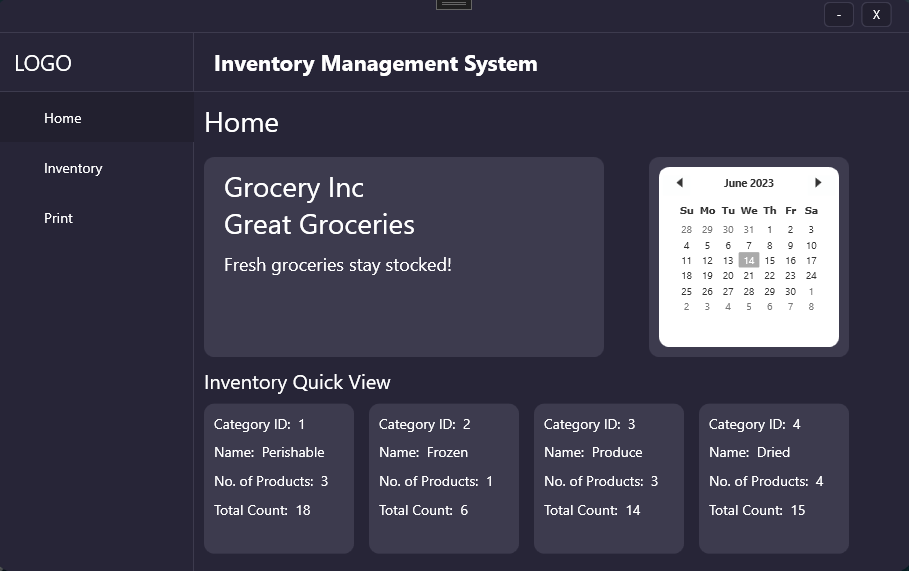 - X
LOGO
Inventory Management System
Home
Inventory
Print
Home
Grocery Inc
Great Groceries
Fresh groceries stay stocked!
June 2023
Su Mo Tu We Th Fr Sa
28 29 30 31 1 2 3
4 5 6 7 8 9 10
11 12 13 14 15 16 17
18 19 20 21 22 23 24
25 26 27 28 29 30 1
2 3 4 5 6 7 8
Inventory Quick View
Category ID: 1
Name: Perishable
No. of Products: 3
Total Count: 18
Category ID: 2
Name: Frozen
No. of Products: 1
Total Count: 6
Category ID: 3
Name: Produce
No. of Products: 3
Total Count: 14
Category ID: 4
Name: Dried
No. of Products: 4
Total Count: 15